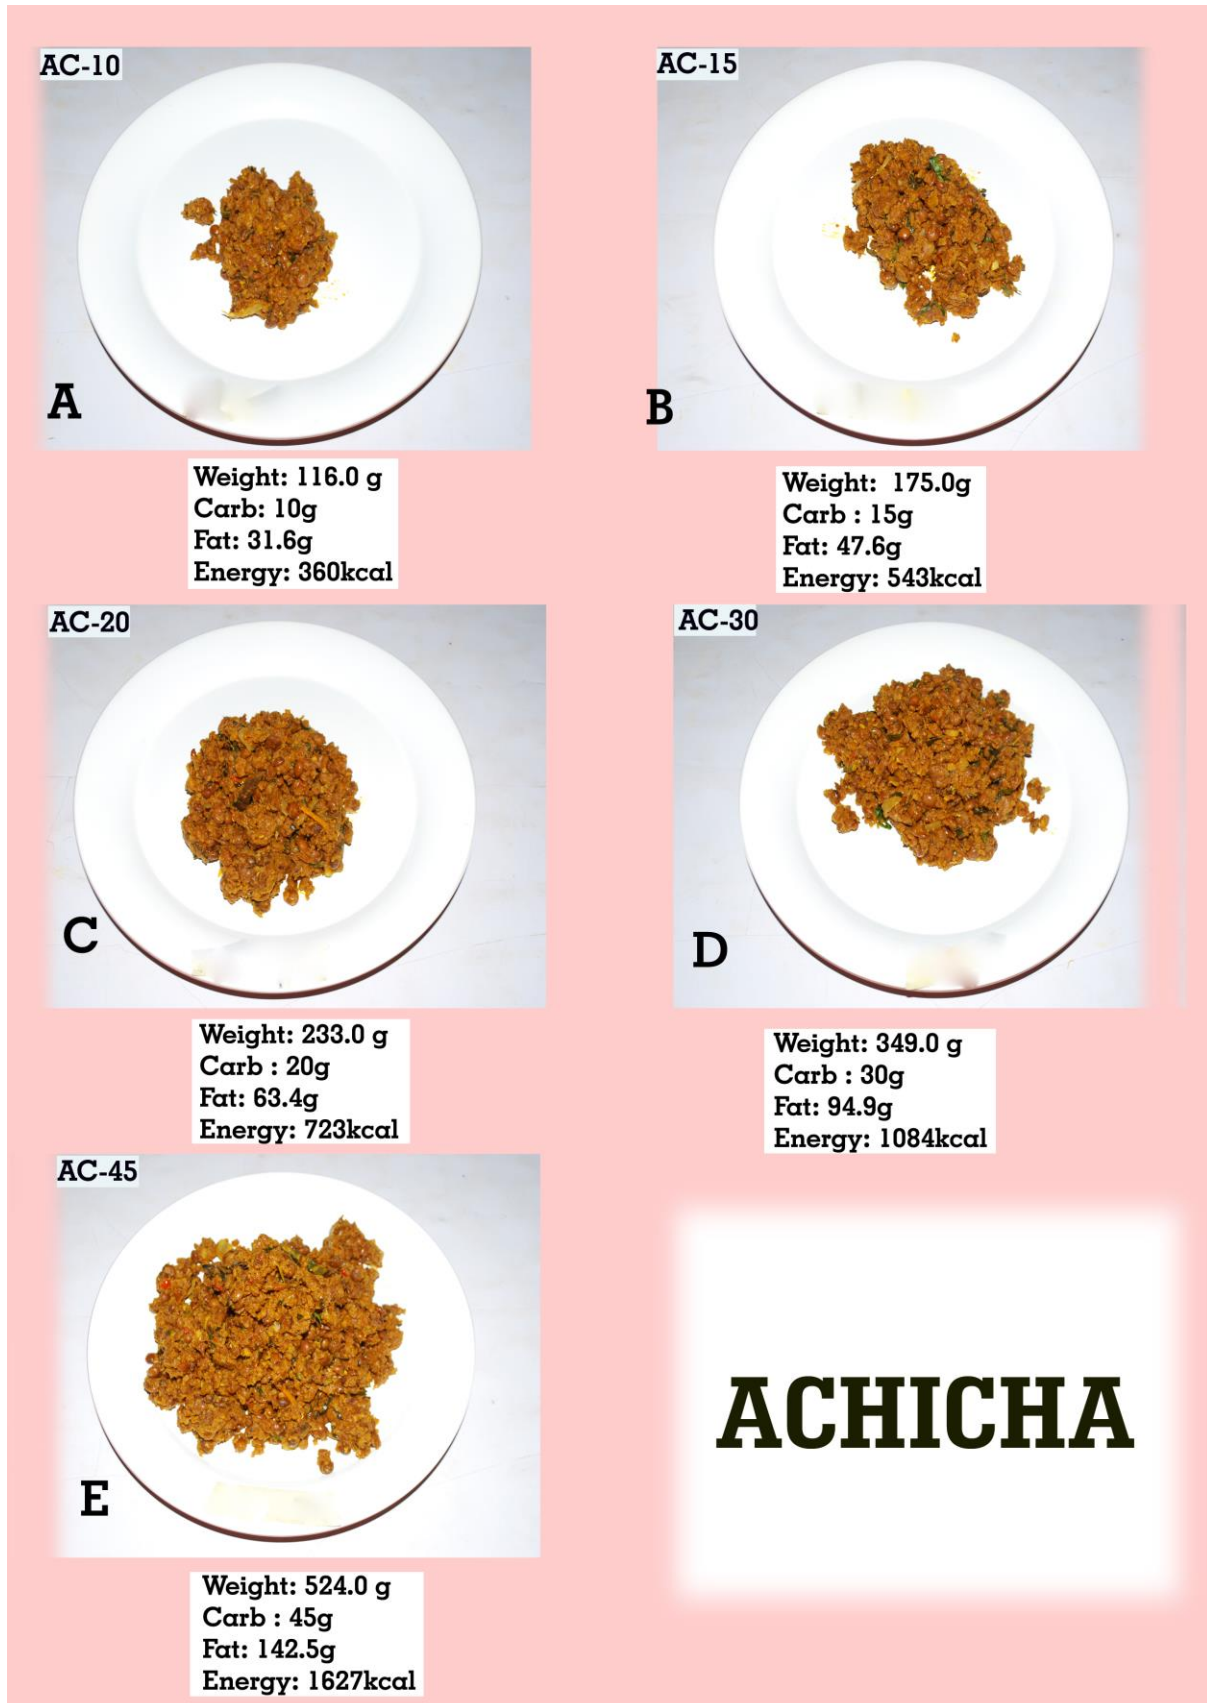 AC-10
A
Weight: 116.0 g
Carb: 10g
Fat: 31.6g
Energy: 360kcal
AC-15
B
Weight: 175.0g
Carb : 15g
Fat: 47.6g
Energy: 543kcal
AC-20
C
Weight: 233.0 g
Carb : 20g
Fat: 63.4g
Energy: 723kcal
AC-30
D
Weight: 349.0 g
Carb : 30g
Fat: 94.9g
Energy: 1084kcal
AC-45
E
Weight: 524.0 g
Carb : 45g
Fat: 142.5g
Energy: 1627kcal
ACHICHA